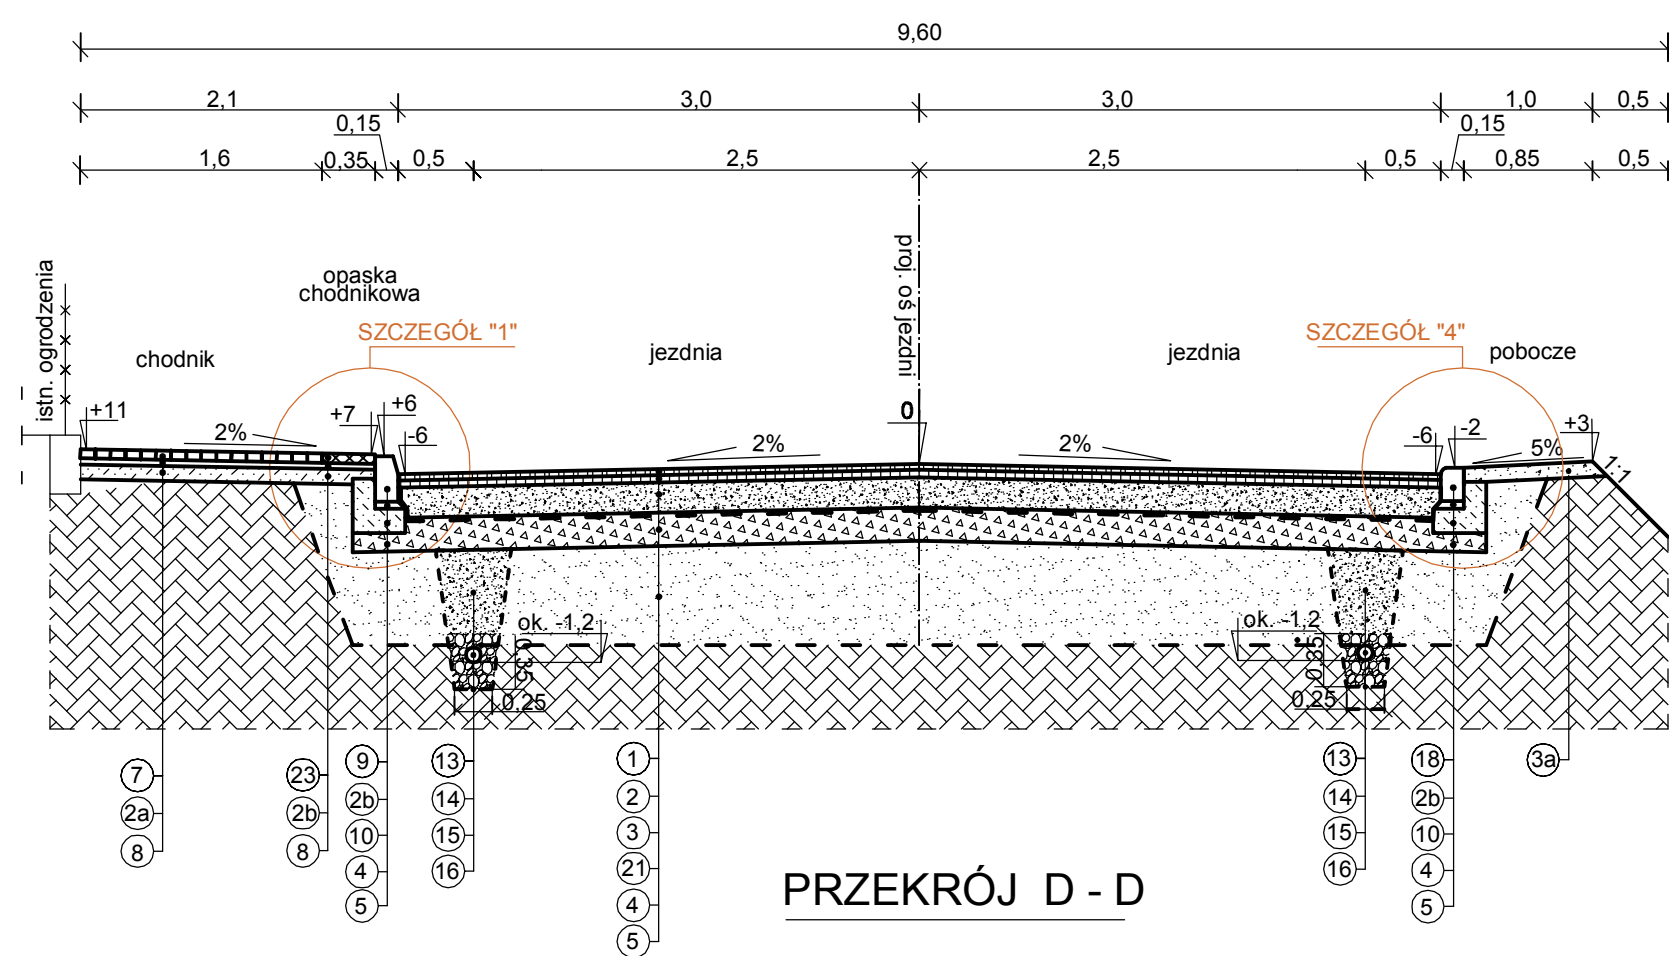 9,60
2,1 3,0 3,0 1,0 0,5
0,15 0,15
1,6 0,35 0,5 2,5 2,5 0,5 0,85 0,5
istn. ogrodzenia
opaska
chodnikowa
proj. oś jezdni
SZCZEGÓŁ "1"
SZCZEGÓŁ "4"
chodnik
jezdnia
jezdnia
pobocze
+11 2% +7 +6 -6 2% 0 2% -6 -2 5% +3 1:1
ok. -1,2
0,35
0,25
ok. -1,2
0,35
0,25
7
2a
8
23
2b
8
9
2b
10
4
5
13
14
15
16
1
2
3
21
4
5
13
14
15
16
18
2b
10
4
5
3a
PRZEKRÓJ D - D